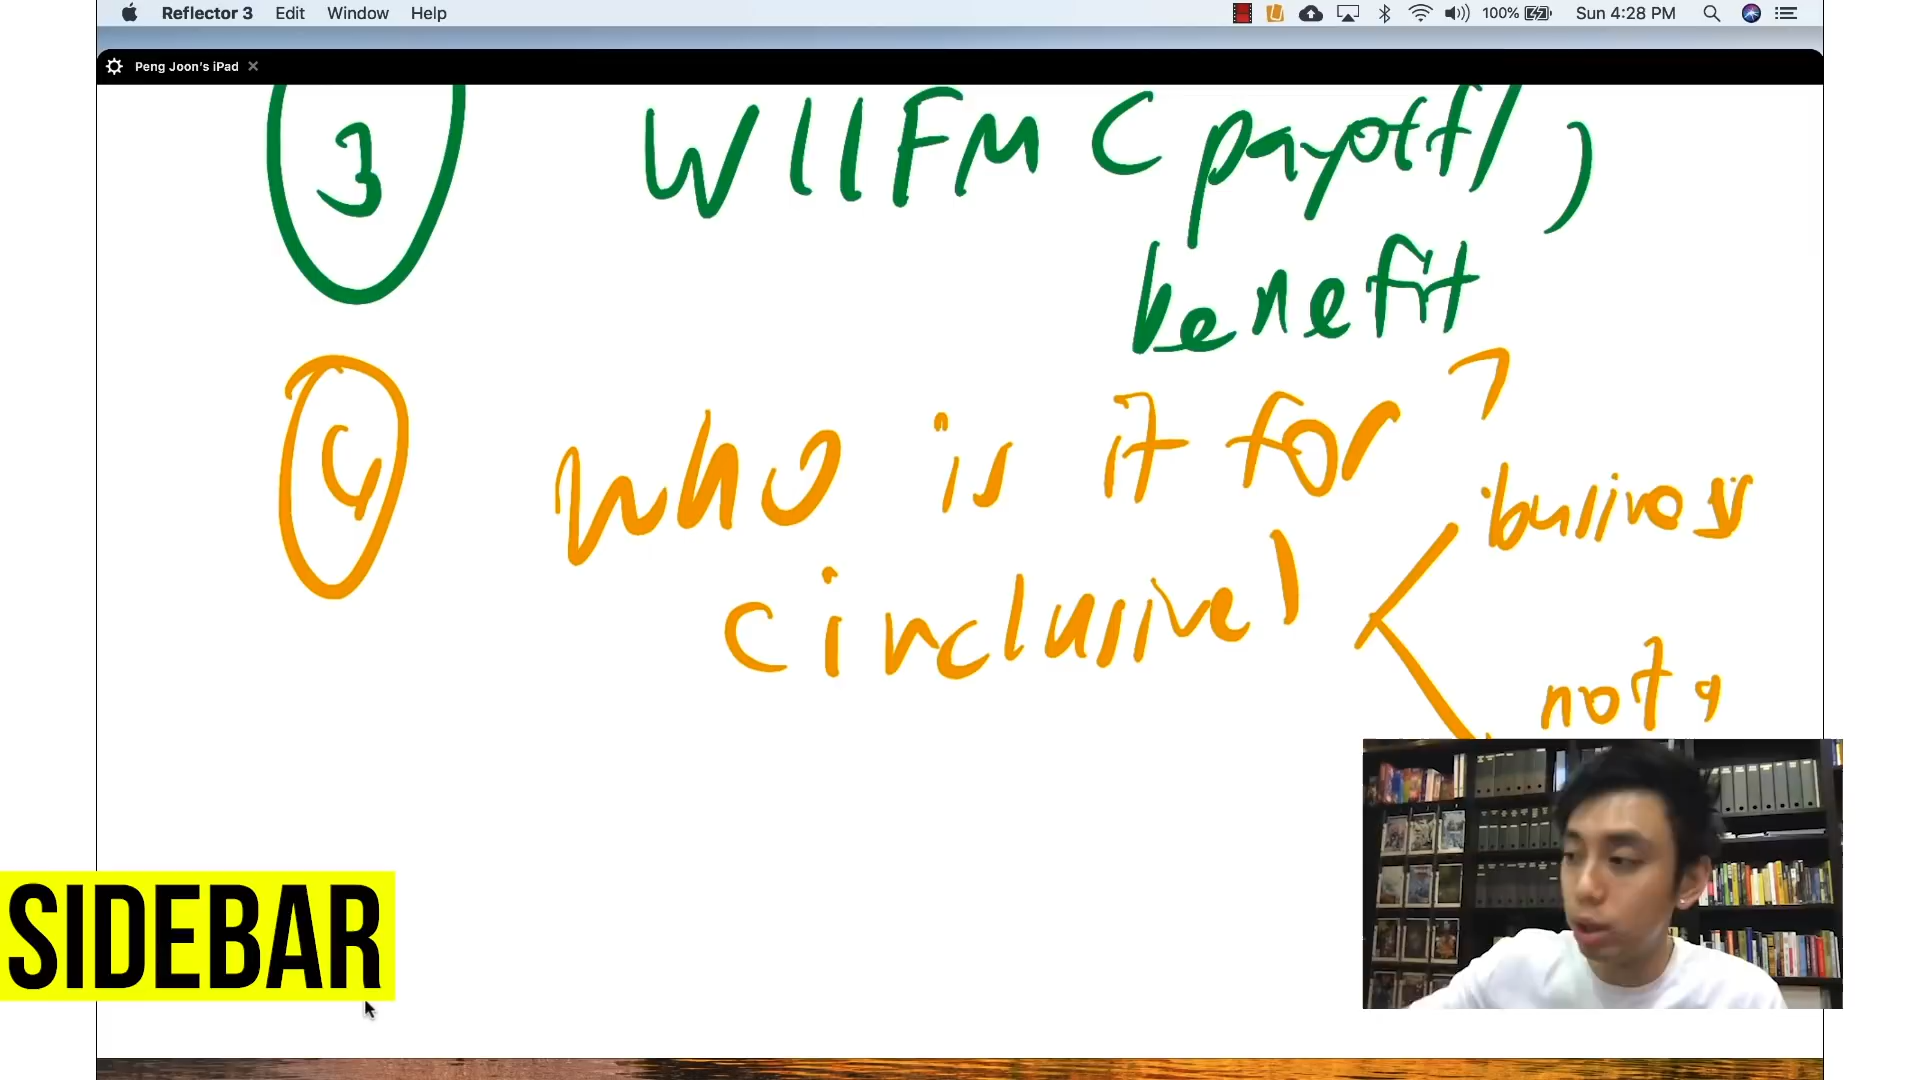 Reflector 3 Edit Window Help 100% Sun 4:28 PM
Peng Joon's iPad
3 WIIFM (payoff/)
benefit
4 who is it for?
business
(inclusive)
not a
SIDEBAR